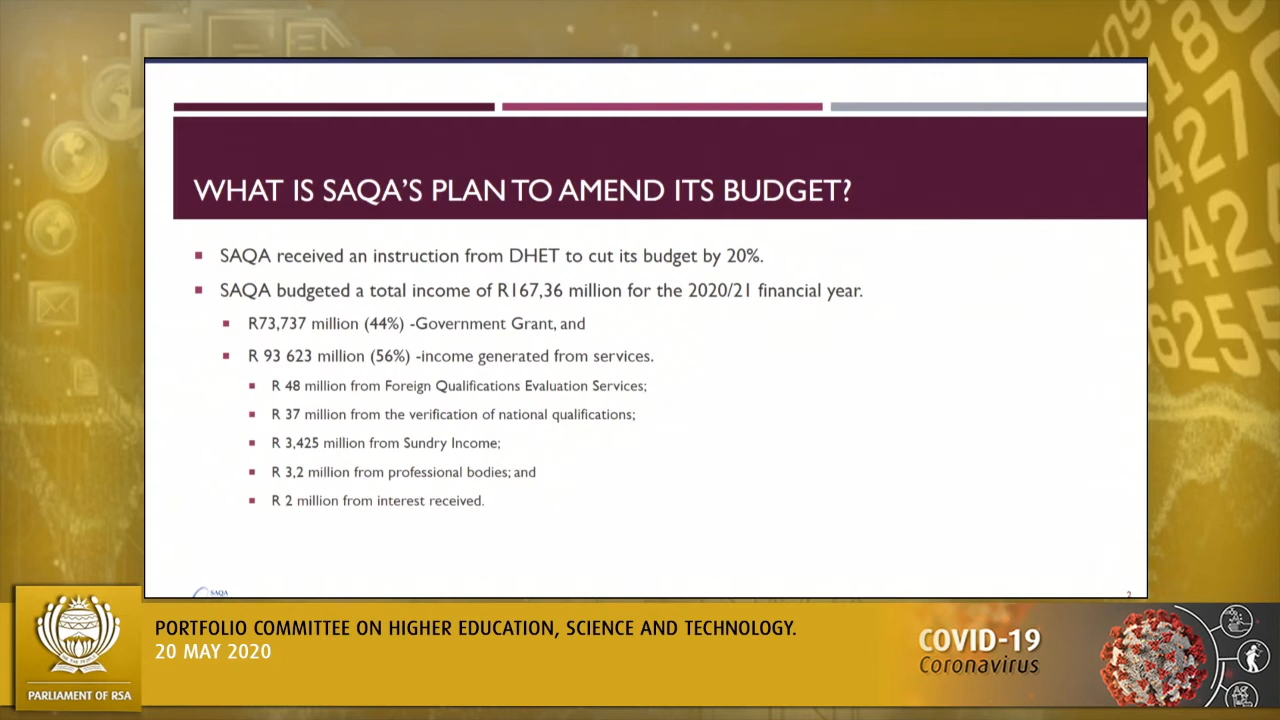 WHAT IS SAQA'S PLAN TO AMEND ITS BUDGET?
SAQA received an instruction from DHET to cut its budget by 20%.
SAQA budgeted a total income of R167,36 million for the 2020/21 financial year.
R73,737 million (44%) -Government Grant, and
R 93 623 million (56%) -income generated from services.
R 48 million from Foreign Qualifications Evaluation Services;
R 37 million from the verification of national qualifications;
R 3,425 million from Sundry Income;
R 3,2 million from professional bodies; and
R 2 million from interest received.
SAQA
2
PORTFOLIO COMMITTEE ON HIGHER EDUCATION, SCIENCE AND TECHNOLOGY.
20 MAY 2020
COVID-19
Coronavirus
PARLIAMENT OF RSA